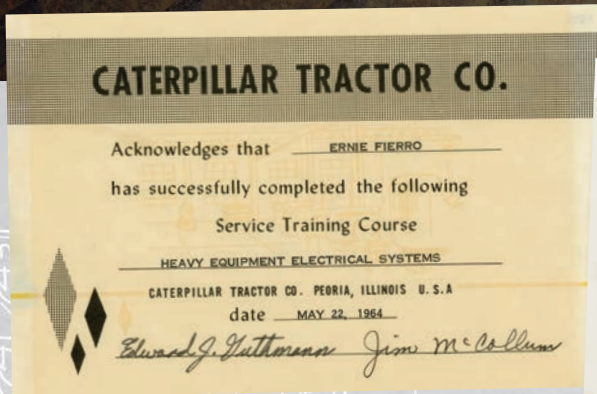 CATERPILLAR TRACTOR CO.
Acknowledges that ERNIE FIERRO
has successfully completed the following
Service Training Course
HEAVY EQUIPMENT ELECTRICAL SYSTEMS
CATERPILLAR TRACTOR CO. PEORIA, ILLINOIS U.S.A
date MAY 22, 1964
Edward J. Guthmann Jim McCollum